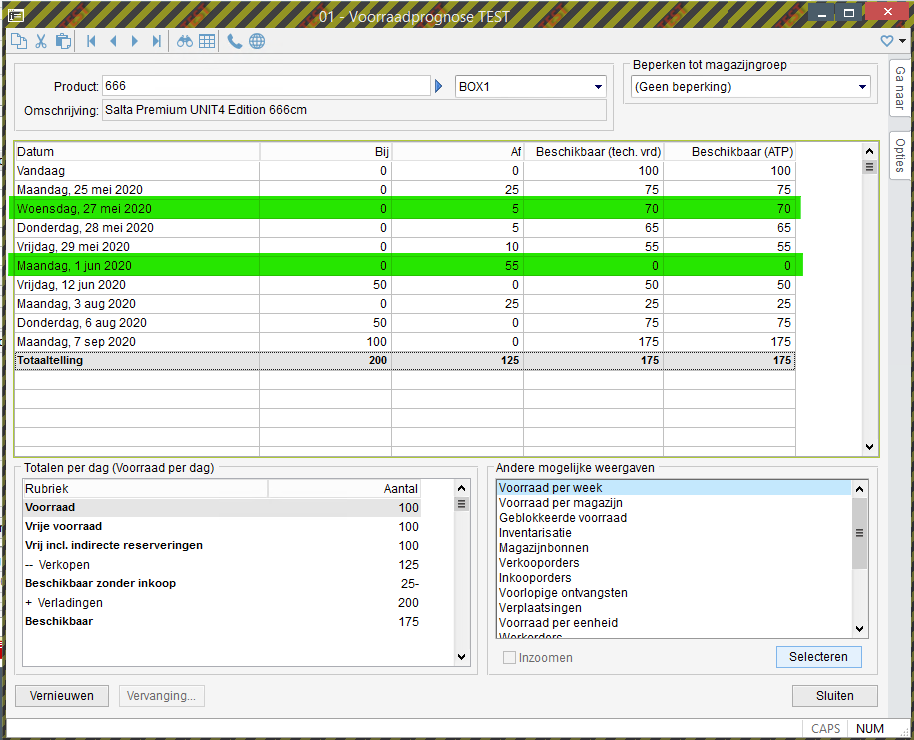 01 - Voorraadprognose TEST
Product: 666 BOX1
Omschrijving: Salta Premium UNIT4 Edition 666cm
Beperken tot magazijngroep
(Geen beperking)
Ga naar
Opties
Datum Bij Af Beschikbaar (tech. vrd) Beschikbaar (ATP)
Vandaag 0 0 100 100
Maandag, 25 mei 2020 0 25 75 75
Woensdag, 27 mei 2020 0 5 70 70
Donderdag, 28 mei 2020 0 5 65 65
Vrijdag, 29 mei 2020 0 10 55 55
Maandag, 1 jun 2020 0 55 0 0
Vrijdag, 12 jun 2020 50 0 50 50
Maandag, 3 aug 2020 0 25 25 25
Donderdag, 6 aug 2020 50 0 75 75
Maandag, 7 sep 2020 100 0 175 175
Totaaltelling 200 125 175 175
Totalen per dag (Voorraad per dag)
Rubriek Aantal
Voorraad 100
Vrije voorraad 100
Vrij incl. indirecte reserveringen 100
-- Verkopen 125
Beschikbaar zonder inkoop 25-
+ Verladingen 200
Beschikbaar 175
Andere mogelijke weergaven
Voorraad per week
Voorraad per magazijn
Geblokkeerde voorraad
Inventarisatie
Magazijnbonnen
Verkooporders
Inkooporders
Voorlopige ontvangsten
Verplaatsingen
Voorraad per eenheid
Werkorders
Inzoomen
Selecteren
Vernieuwen
Vervanging...
Sluiten
CAPS NUM